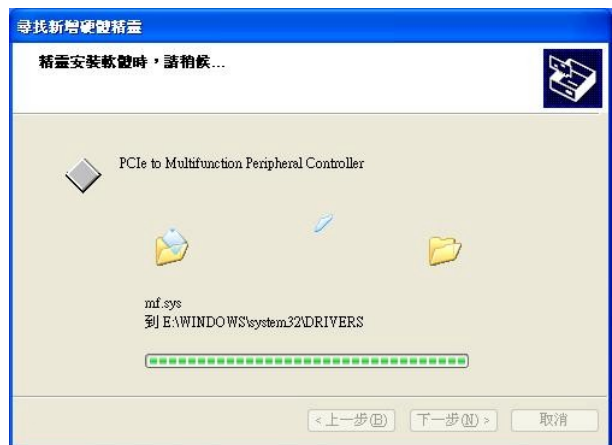 尋找新增硬體精靈
精靈安裝軟體時，請稍候...
PCIe to Multifunction Peripheral Controller
mf.sys
到 E:\WINDOWS\system32\DRIVERS
<上一步(B)
下一步(N)>
取消